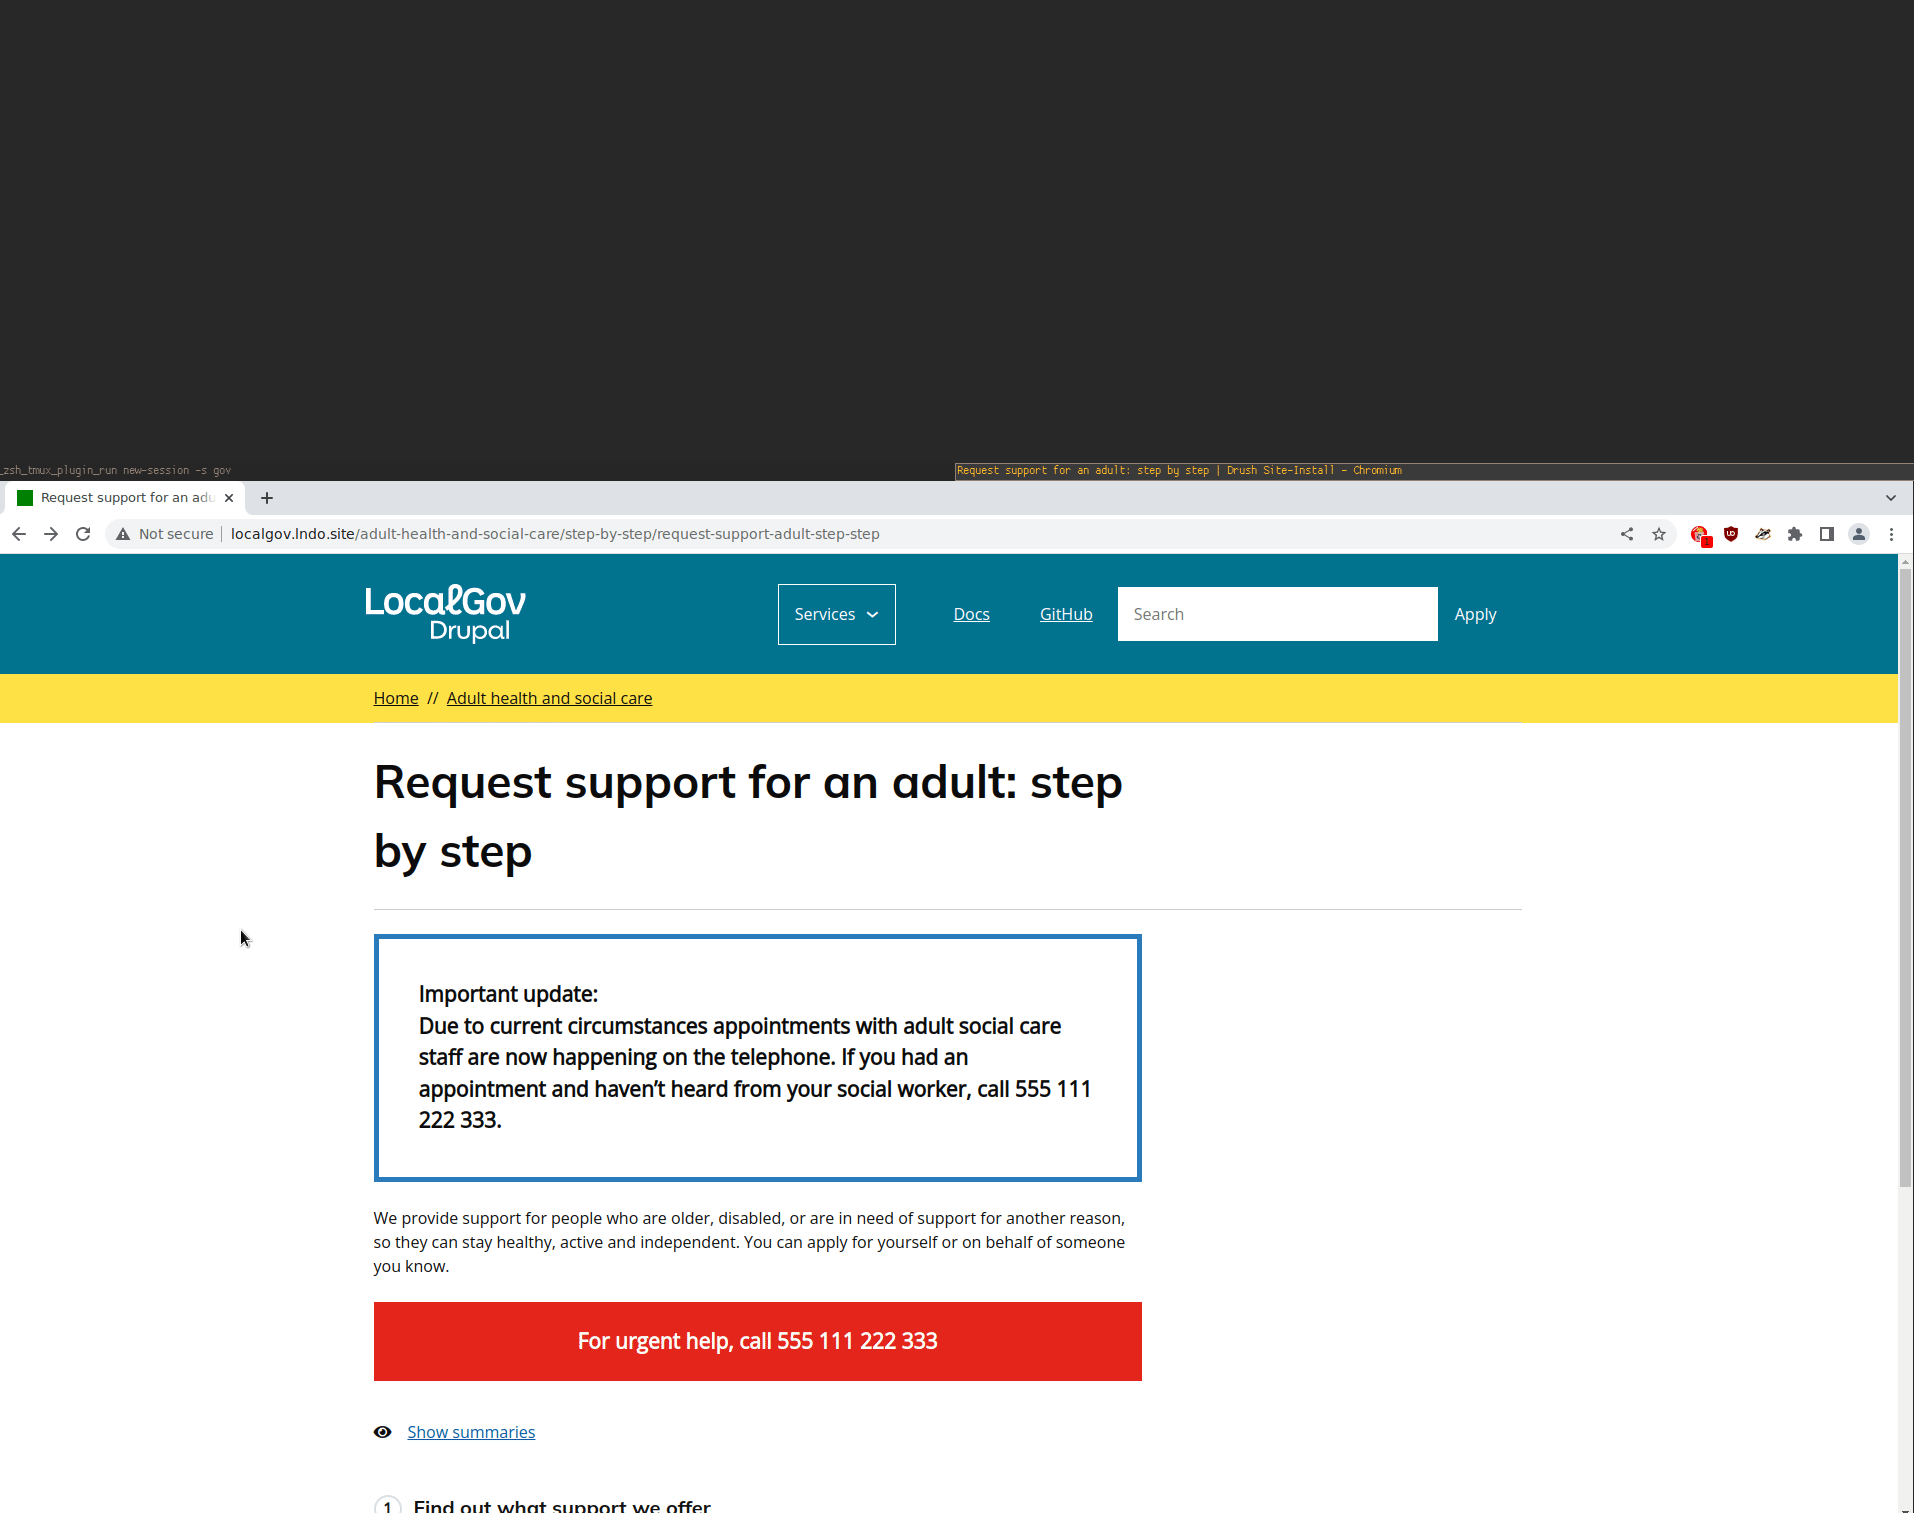 _zsh_tmux_plugin_run new-session -s gov
Request support for an adult: step by step | Drush Site-Install - Chromium
Request support for an adu
Not secure
localgov.lndo.site/adult-health-and-social-care/step-by-step/request-support-adult-step-step
LocalGov
Drupal
Services
Docs
GitHub
Search
Apply
Home // Adult health and social care
Request support for an adult: step
by step
Important update:
Due to current circumstances appointments with adult social care
staff are now happening on the telephone. If you had an
appointment and haven’t heard from your social worker, call 555 111
222 333.
We provide support for people who are older, disabled, or are in need of support for another reason,
so they can stay healthy, active and independent. You can apply for yourself or on behalf of someone
you know.
For urgent help, call 555 111 222 333
Show summaries
1 Find out what support we offer